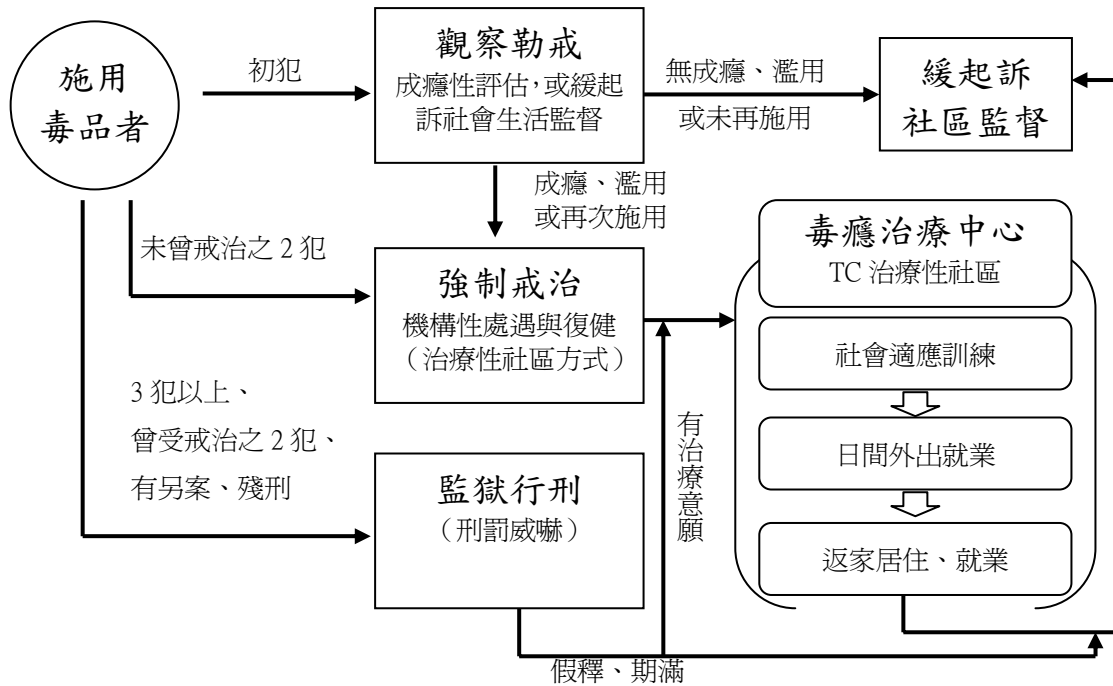 施用
毒品者
初犯
觀察勒戒
成癮性評估,或緩起
訴社會生活監督
無成癮、濫用
或未再施用
緩起訴
社區監督
成癮、濫用
或再次施用
未曾戒治之 2 犯
強制戒治
機構性處遇與復健
（治療性社區方式）
毒癮治療中心
TC 治療性社區
社會適應訓練
日間外出就業
返家居住、就業
3 犯以上、
曾受戒治之 2 犯、
有另案、殘刑
監獄行刑
（刑罰威嚇）
有治療意願
假釋、期滿